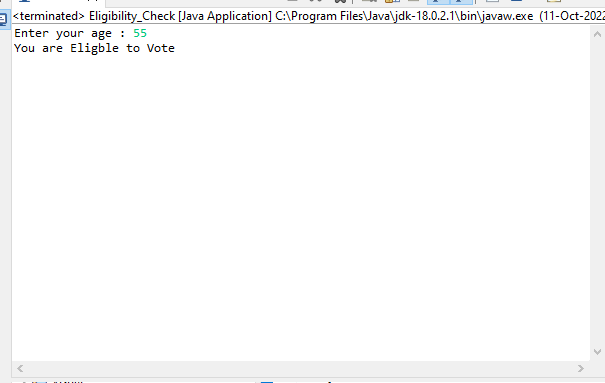 <terminated> Eligibility_Check [Java Application] C:\Program Files\Java\jdk-18.0.2.1\bin\javaw.exe (11-Oct-2022
Enter your age : 55
You are Eligble to Vote